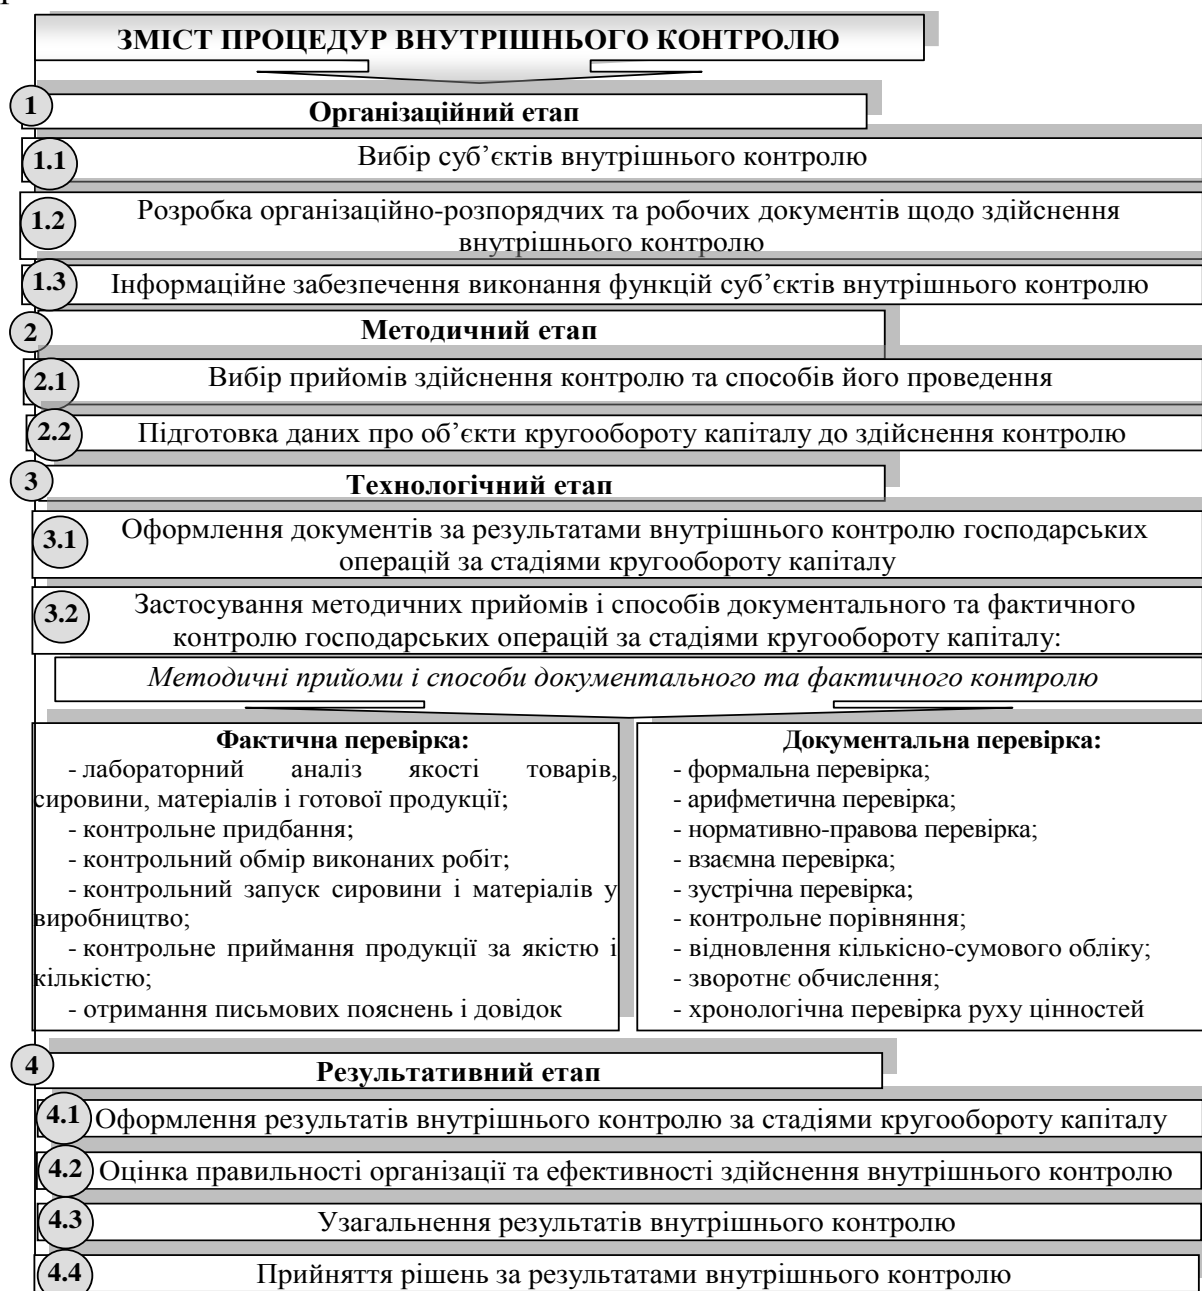 ЗМІСТ ПРОЦЕДУР ВНУТРІШНЬОГО КОНТРОЛЮ
1
Організаційний етап
1.1
Вибір суб’єктів внутрішнього контролю
1.2
Розробка організаційно-розпорядчих та робочих документів щодо здійснення
внутрішнього контролю
1.3
Інформаційне забезпечення виконання функцій суб’єктів внутрішнього контролю
2
Методичний етап
2.1
Вибір прийомів здійснення контролю та способів його проведення
2.2
Підготовка даних про об’єкти кругообороту капіталу до здійснення контролю
3
Технологічний етап
3.1
Оформлення документів за результатами внутрішнього контролю господарських
операцій за стадіями кругообороту капіталу
3.2
Застосування методичних прийомів і способів документального та фактичного
контролю господарських операцій за стадіями кругообороту капіталу:
Методичні прийоми і способи документального та фактичного контролю
Фактична перевірка:
- лабораторний аналіз якості товарів,
сировини, матеріалів і готової продукції;
- контрольне придбання;
- контрольний обмір виконаних робіт;
- контрольний запуск сировини і матеріалів у
виробництво;
- контрольне приймання продукції за якістю і
кількістю;
- отримання письмових пояснень і довідок
Документальна перевірка:
- формальна перевірка;
- арифметична перевірка;
- нормативно-правова перевірка;
- взаємна перевірка;
- зустрічна перевірка;
- контрольне порівняння;
- відновлення кількісно-сумового обліку;
- зворотнє обчислення;
- хронологічна перевірка руху цінностей
4
Результативний етап
4.1
Оформлення результатів внутрішнього контролю за стадіями кругообороту капіталу
4.2
Оцінка правильності організації та ефективності здійснення внутрішнього контролю
4.3
Узагальнення результатів внутрішнього контролю
4.4
Прийняття рішень за результатами внутрішнього контролю